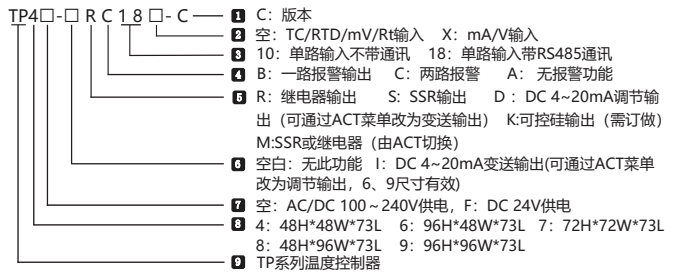 TP4□-□RC18□-C
1 C：版本
2 空：TC/RTD/mV/Rt输入 X：mA/V输入
3 10：单路输入不带通讯 18：单路输入带RS485通讯
4 B：一路报警输出 C：两路报警 A：无报警功能
5 R：继电器输出 S: SSR输出 D：DC 4~20mA调节输
出（可通过ACT菜单改为变送输出） K:可控硅输出（需订做）
M:SSR或继电器（由ACT切换）
6 空白：无此功能 I：DC 4~20mA变送输出(可通过ACT菜单
改为调节输出，6、9尺寸有效)
7 空：AC/DC 100～240V供电，F：DC 24V供电
8 4：48H*48W*73L 6：96H*48W*73L 7：72H*72W*73L
8：48H*96W*73L 9：96H*96W*73L
9 TP系列温度控制器